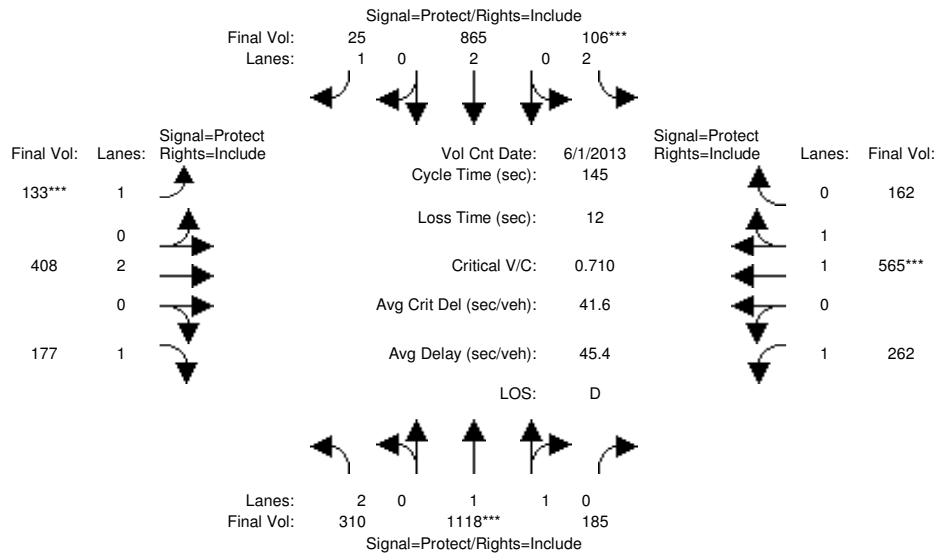 Signal=Protect/Rights=Include
Final Vol: 25 865 106***
Lanes: 1 0 2 0 2
Signal=Protect
Final Vol: Lanes: Rights=Include
Vol Cnt Date: 6/1/2013
Signal=Protect
Rights=Include Lanes: Final Vol:
Cycle Time (sec): 145
133*** 1
0 162
Loss Time (sec): 12
0
1
408 2
Critical V/C: 0.710
1 565***
0
Avg Crit Del (sec/veh): 41.6
0
177 1
Avg Delay (sec/veh): 45.4
1 262
LOS: D
Lanes: 2 0 1 1 0
Final Vol: 310 1118*** 185
Signal=Protect/Rights=Include